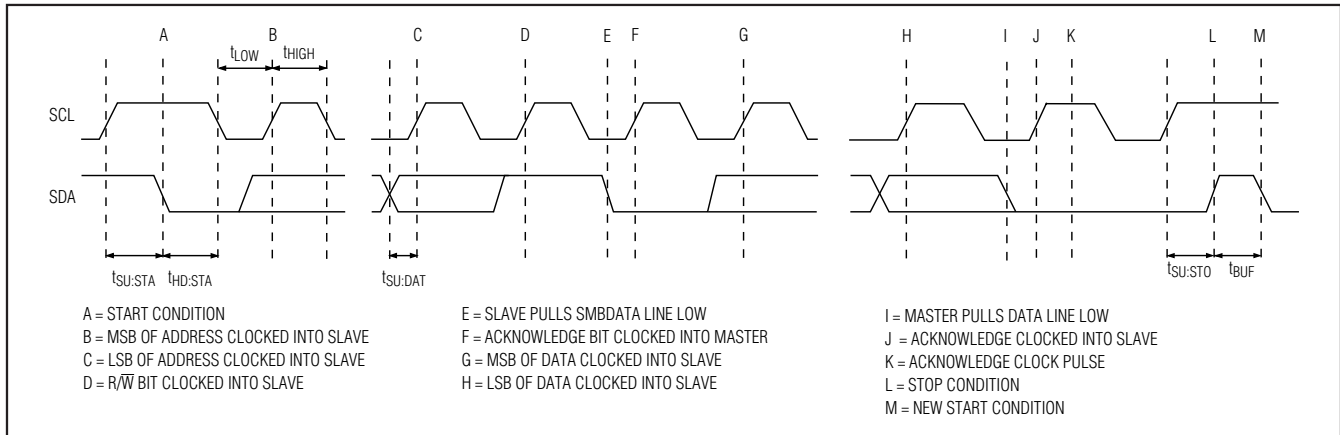 A B C D E F G H I J K L M
tLOW tHIGH
SCL
SDA
tSU:STA tHD:STA tSU:DAT tSU:STO tBUF
A = START CONDITION
B = MSB OF ADDRESS CLOCKED INTO SLAVE
C = LSB OF ADDRESS CLOCKED INTO SLAVE
D = R/W̅ BIT CLOCKED INTO SLAVE
E = SLAVE PULLS SMBDATA LINE LOW
F = ACKNOWLEDGE BIT CLOCKED INTO MASTER
G = MSB OF DATA CLOCKED INTO SLAVE
H = LSB OF DATA CLOCKED INTO SLAVE
I = MASTER PULLS DATA LINE LOW
J = ACKNOWLEDGE CLOCKED INTO SLAVE
K = ACKNOWLEDGE CLOCK PULSE
L = STOP CONDITION
M = NEW START CONDITION